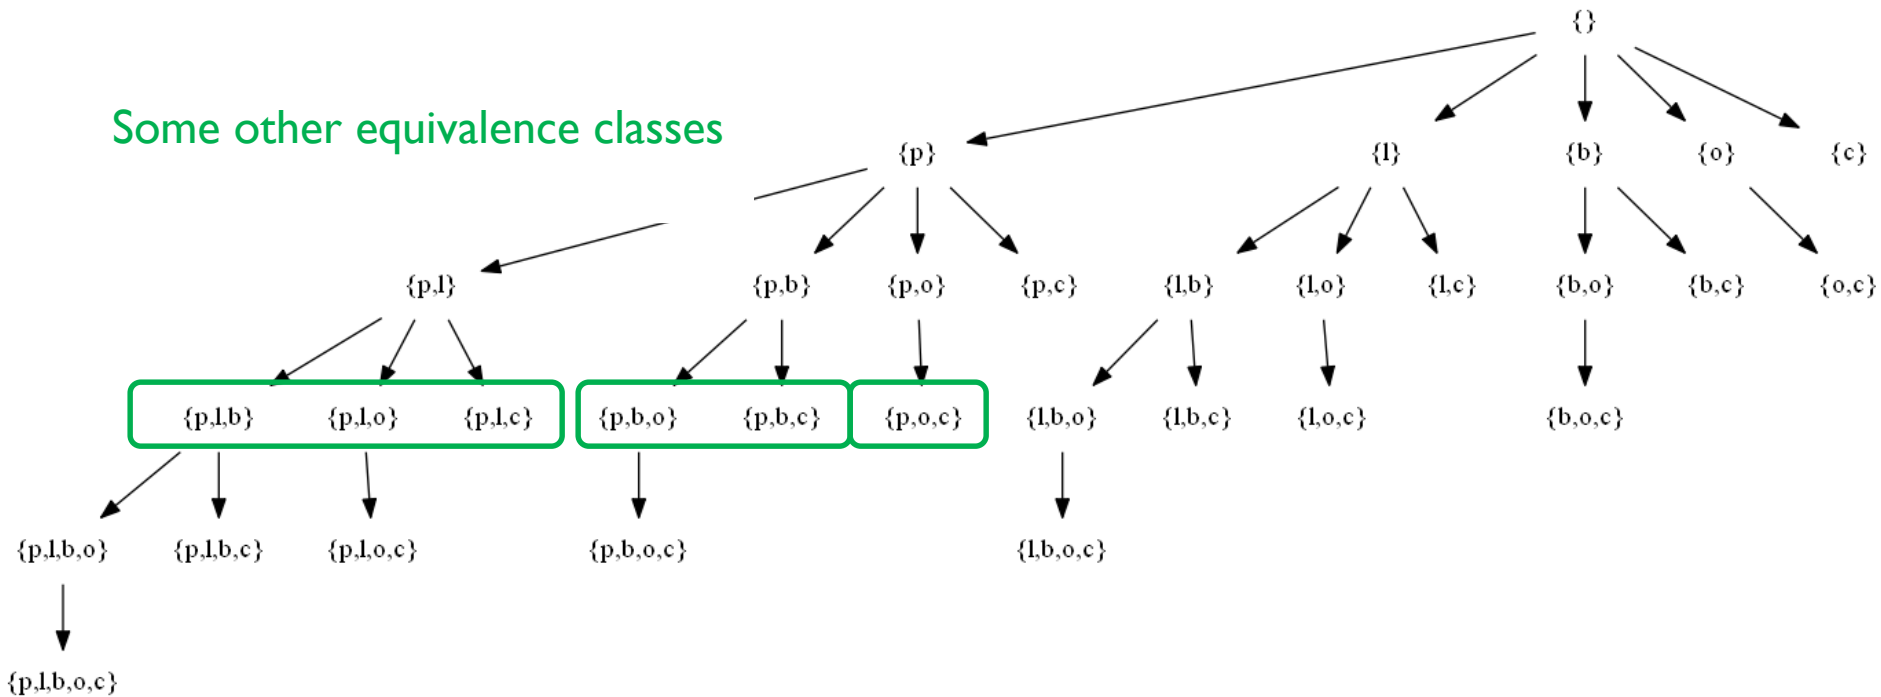 {}
Some other equivalence classes
{p} {l} {b} {o} {c}
{p,l} {p,b} {p,o} {p,c} {l,b} {l,o} {l,c} {b,o} {b,c} {o,c}
{p,l,b} {p,l,o} {p,l,c} {p,b,o} {p,b,c} {p,o,c} {l,b,o} {l,b,c} {l,o,c} {b,o,c}
{p,l,b,o} {p,l,b,c} {p,l,o,c} {p,b,o,c} {l,b,o,c}
{p,l,b,o,c}